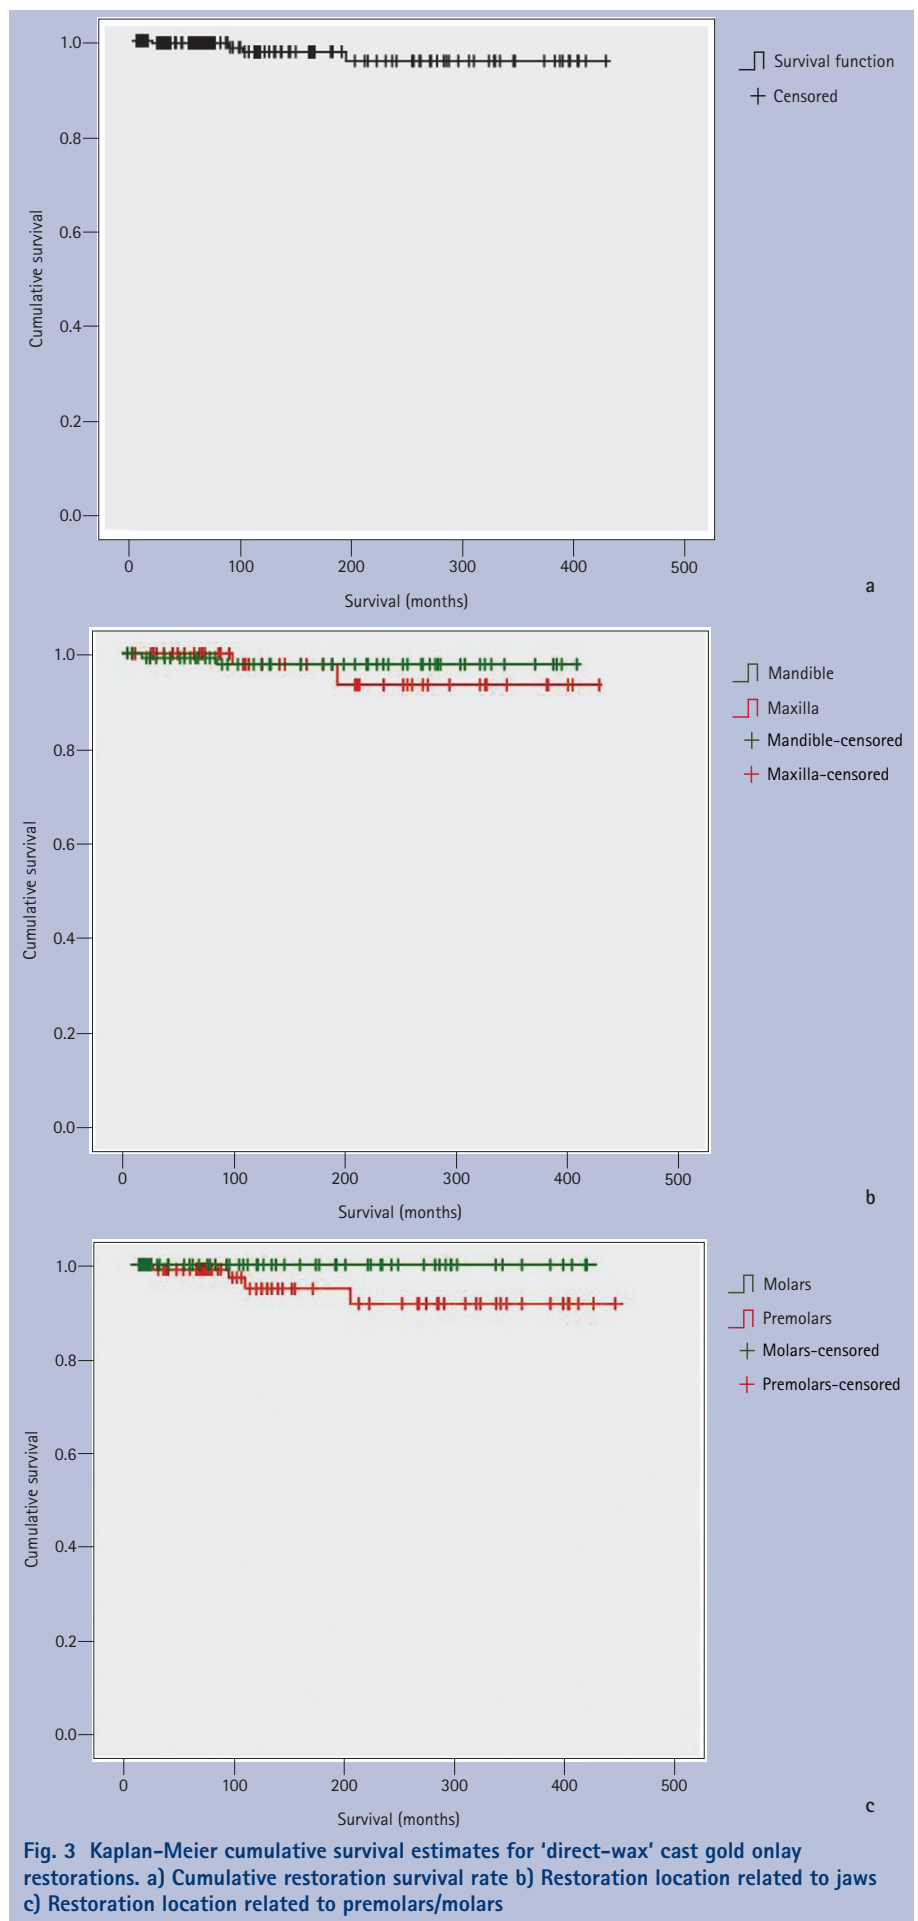 1.0
0.8
0.6
0.4
0.2
0.0
Cumulative survival
0 100 200 300 400 500
Survival (months)
Survival function
Censored
a
1.0
0.8
0.6
0.4
0.2
0.0
Cumulative survival
0 100 200 300 400 500
Survival (months)
Mandible
Maxilla
Mandible-censored
Maxilla-censored
b
1.0
0.8
0.6
0.4
0.2
0.0
Cumulative survival
0 100 200 300 400 500
Survival (months)
Molars
Premolars
Molars-censored
Premolars-censored
c
Fig. 3 Kaplan-Meier cumulative survival estimates for ‘direct-wax’ cast gold onlay
restorations. a) Cumulative restoration survival rate b) Restoration location related to jaws
c) Restoration location related to premolars/molars